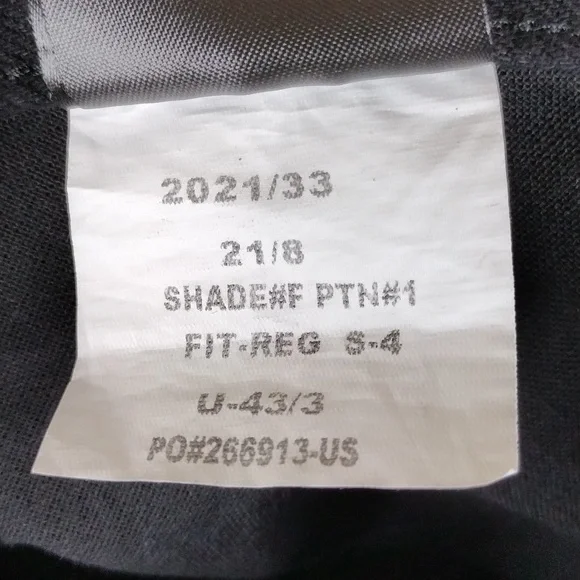 2021/33
21/8
SHADE#F PTN#1
FIT-REG S-4
U-43/3
PO#266913-US